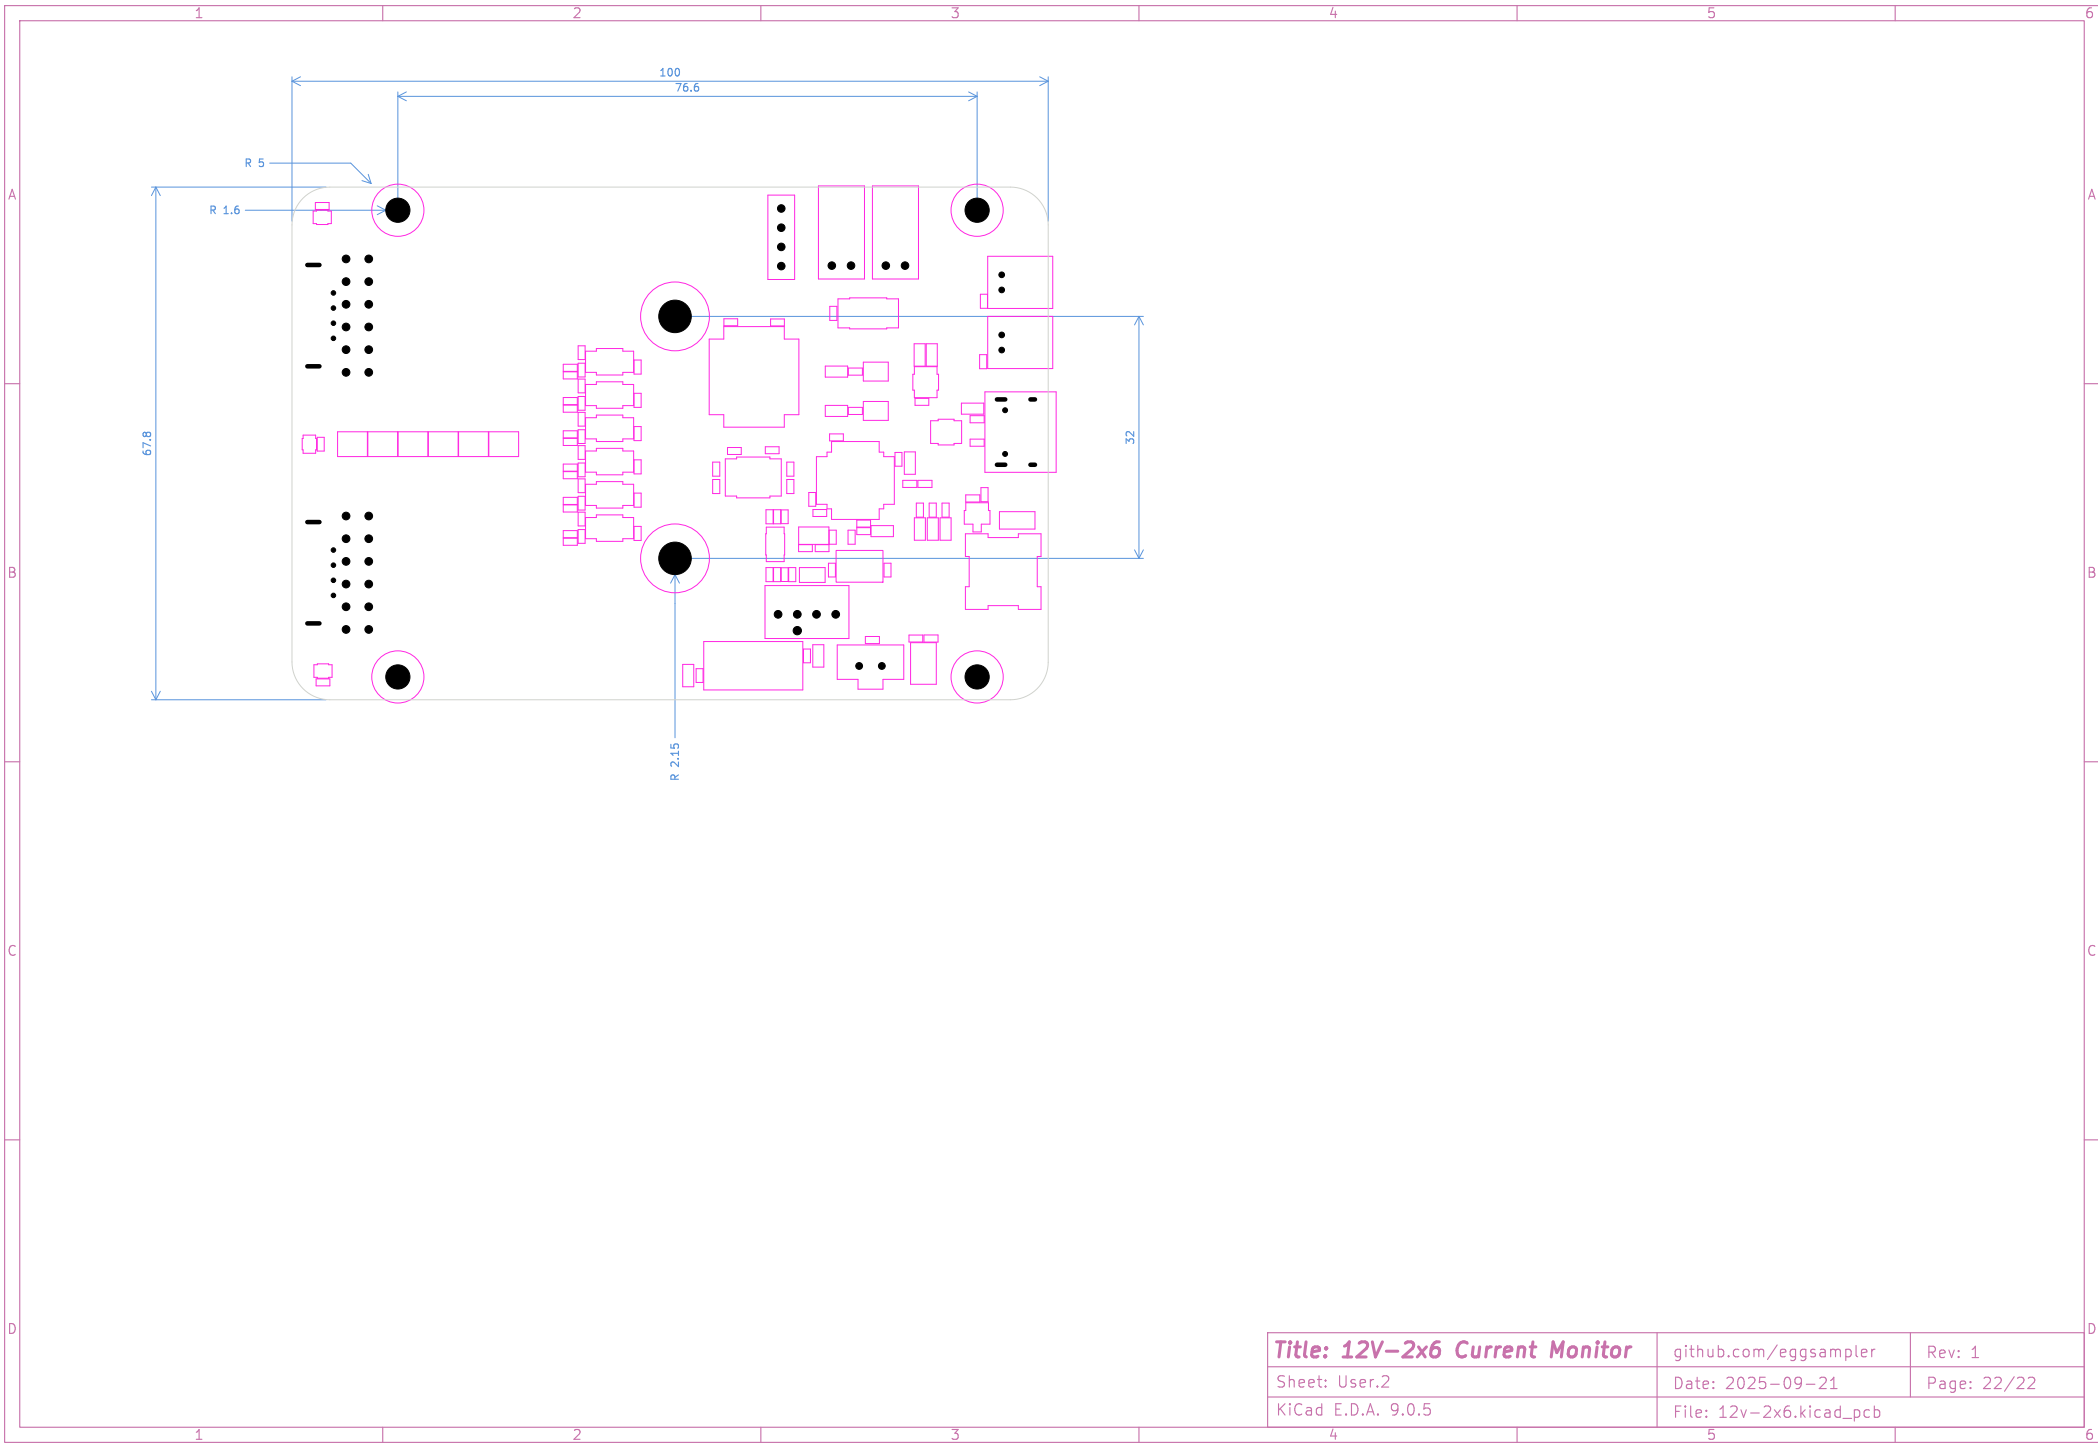 1 2 3 4 5 6
100
76.6
R 5
A A
R 1.6
67.8
32
B B
R 2.15
C C
D D
Title: 12V-2x6 Current Monitor
github.com/eggsampler
Rev: 1
Sheet: User.2
Date: 2025-09-21
Page: 22/22
KiCad E.D.A. 9.0.5
File: 12v-2x6.kicad_pcb
1 2 3 4 5 6